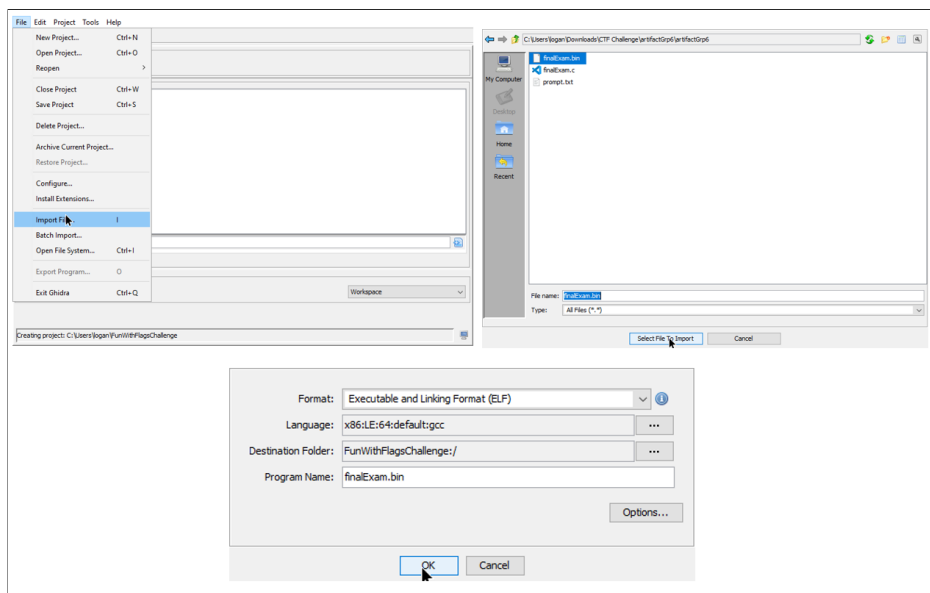 File Edit Project Tools Help
New Project... Ctrl+N
Open Project... Ctrl+O
Reopen
Close Project Ctrl+W
Save Project Ctrl+S
Delete Project...
Archive Current Project...
Restore Project...
Configure...
Install Extensions...
Import Fil... I
Batch Import...
Open File System... Ctrl+I
Export Program... O
Exit Ghidra Ctrl+Q
Workspace
Creating project: C:\Users\logan\FunWithFlagsChallenge
C:\Users\logan\Downloads\CTF Challenge\artifactGrp6\artifactGrp6
My Computer
Desktop
Home
Recent
finalExam.bin
finalExam.c
prompt.txt
File name: finalExam.bin
Type: All Files (*.*)
Select File To Import Cancel
Format: Executable and Linking Format (ELF)
Language: x86:LE:64:default:gcc ...
Destination Folder: FunWithFlagsChallenge:/ ...
Program Name: finalExam.bin
Options...
OK Cancel